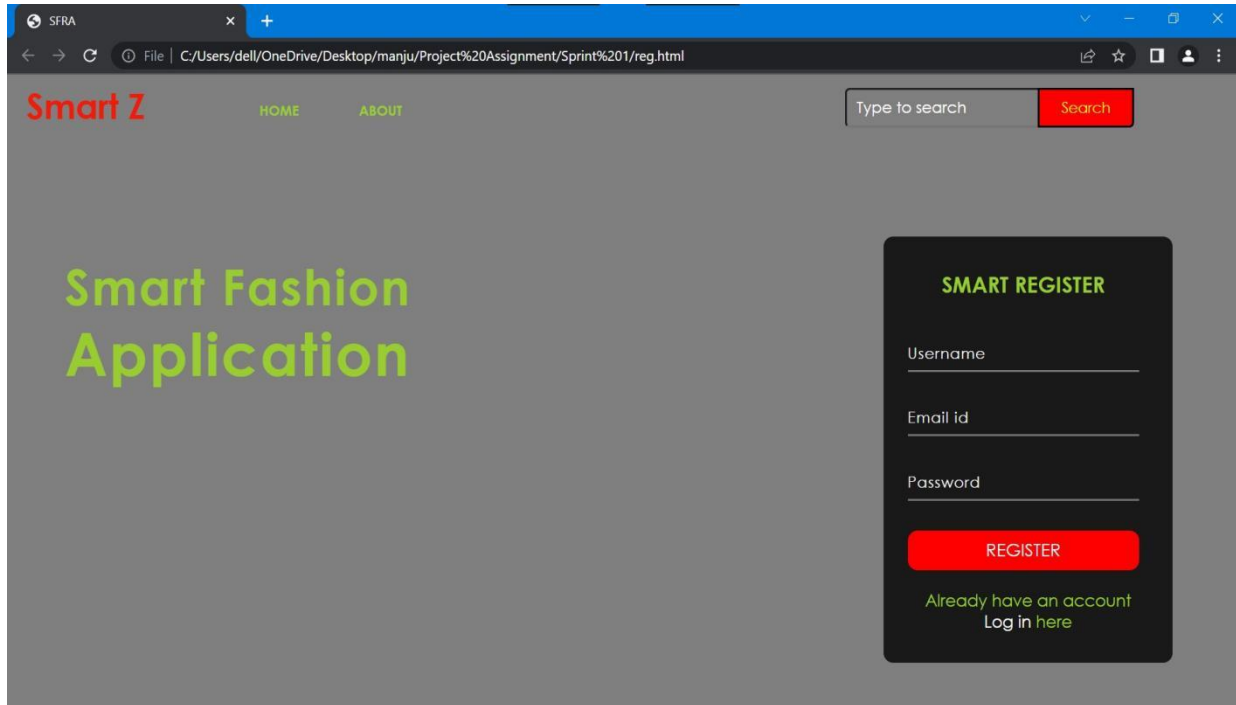 SFRA
File | C:/Users/dell/OneDrive/Desktop/manju/Project%20Assignment/Sprint%201/reg.html
Smart Z HOME ABOUT Type to search Search
Smart Fashion
Application
SMART REGISTER
Username
Email id
Password
REGISTER
Already have an account
Log in here